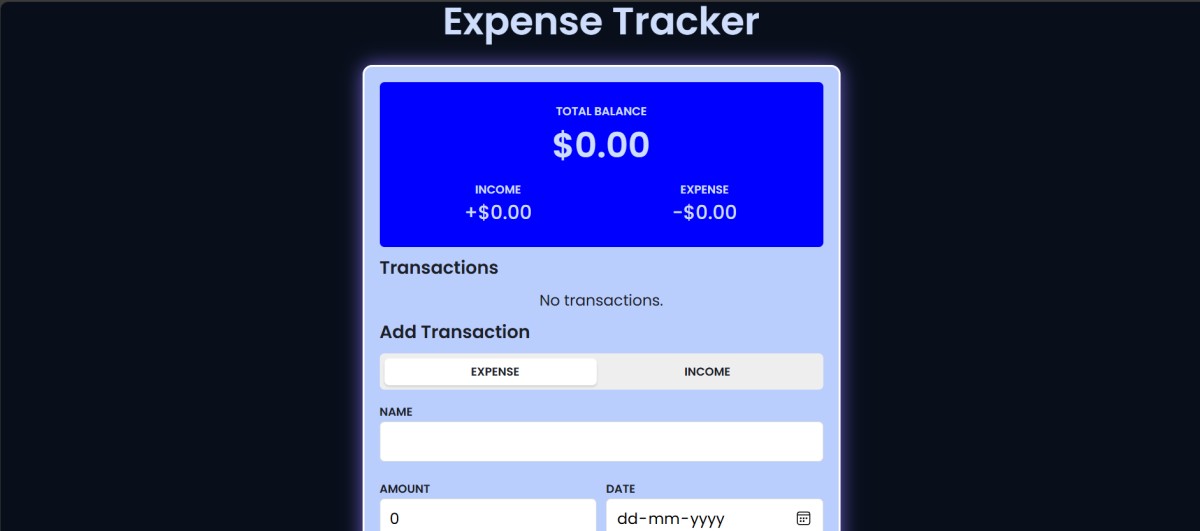 Expense Tracker
TOTAL BALANCE
$0.00
INCOME EXPENSE
+$0.00 -$0.00
Transactions
No transactions.
Add Transaction
EXPENSE INCOME
NAME
AMOUNT DATE
0 dd-mm-yyyy